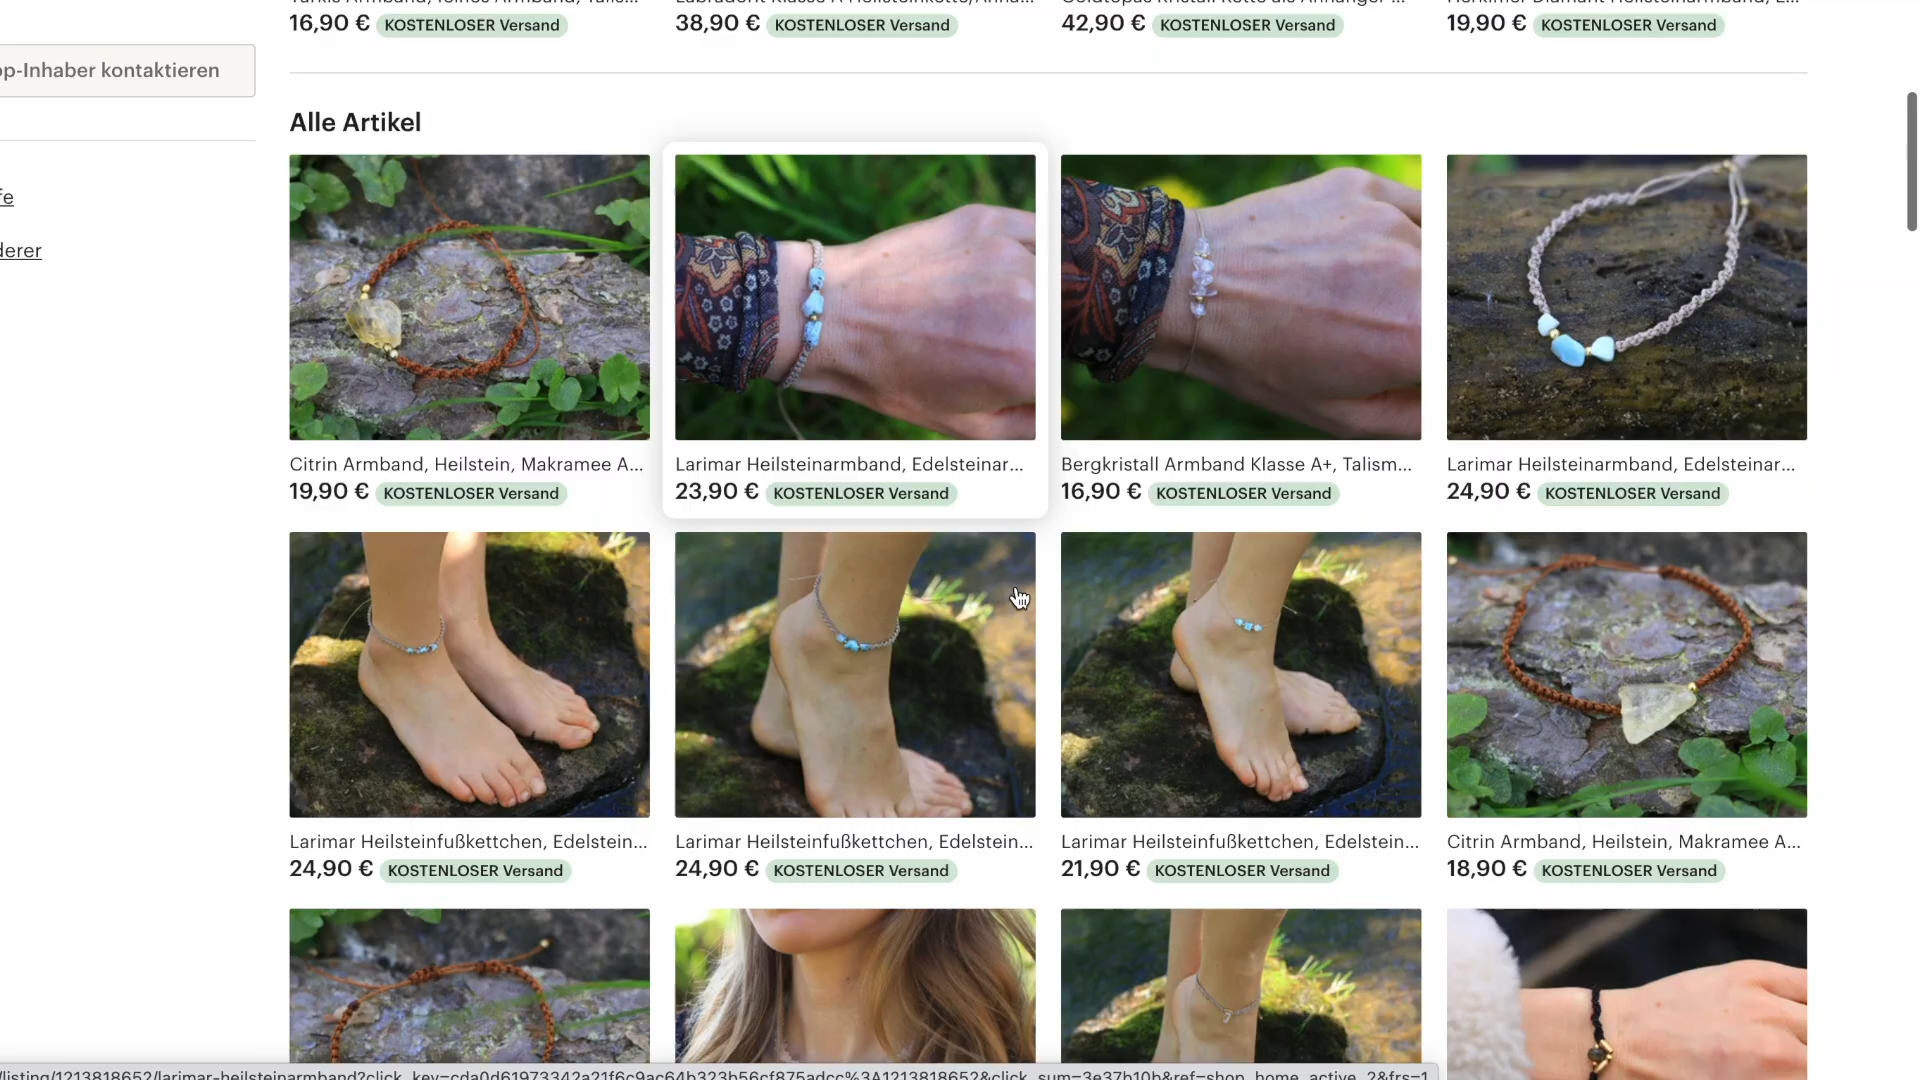 16,90 € KOSTENLOSER Versand
38,90 € KOSTENLOSER Versand
42,90 € KOSTENLOSER Versand
19,90 € KOSTENLOSER Versand
op-Inhaber kontaktieren
fe
derer
Alle Artikel
Citrin Armband, Heilstein, Makramee A...
19,90 € KOSTENLOSER Versand
Larimar Heilsteinarmband, Edelsteinar...
23,90 € KOSTENLOSER Versand
Bergkristall Armband Klasse A+, Talism...
16,90 € KOSTENLOSER Versand
Larimar Heilsteinarmband, Edelsteinar...
24,90 € KOSTENLOSER Versand
Larimar Heilsteinfußkettchen, Edelstein...
24,90 € KOSTENLOSER Versand
Larimar Heilsteinfußkettchen, Edelstein...
24,90 € KOSTENLOSER Versand
Larimar Heilsteinfußkettchen, Edelstein...
21,90 € KOSTENLOSER Versand
Citrin Armband, Heilstein, Makramee A...
18,90 € KOSTENLOSER Versand